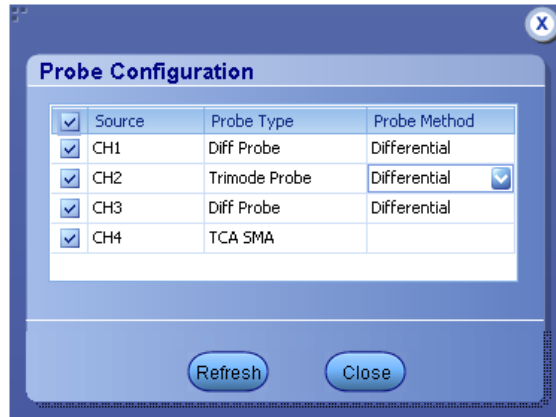 X
Probe Configuration
Source Probe Type Probe Method
CH1 Diff Probe Differential
CH2 Trimode Probe Differential
CH3 Diff Probe Differential
CH4 TCA SMA
Refresh Close